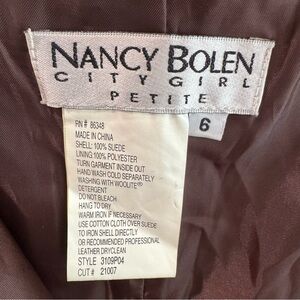 NANCY BOLEN
CITY GIRL
PETITE
6
RN# 86348
MADE IN CHINA
SHELL: 100% SUEDE
LINING:100% POLYESTER
TURN GARMENT INSIDE OUT
HAND WASH COLD SEPARATELY
WASHING WITH WOOLITE®
DETERGENT
DO NOT BLEACH
HANG TO DRY
WARM IRON IF NECESSARY
USE COTTON CLOTH OVER SUEDE
TO IRON SHELL DIRECTLY
OR RECOMMENDED PROFESSIONAL
LEATHER DRYCLEAN
STYLE 3109P04
CUT # 21007